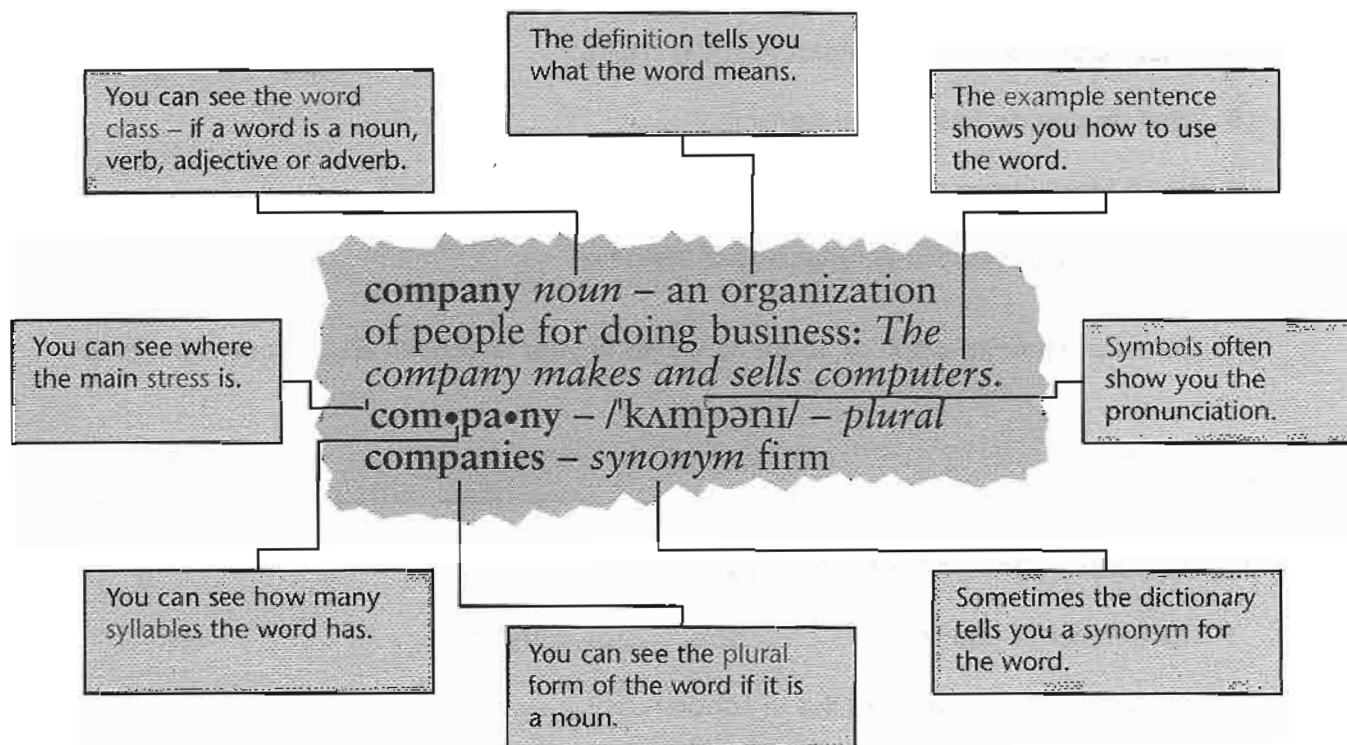 The definition tells you
what the word means.
You can see the word
class – if a word is a noun,
verb, adjective or adverb.
The example sentence
shows you how to use
the word.
company noun – an organization
of people for doing business: The
company makes and sells computers.
'com•pa•ny – /'kʌmpənɪ/ – plural
companies – synonym firm
You can see where
the main stress is.
Symbols often
show you the
pronunciation.
You can see how many
syllables the word has.
You can see the plural
form of the word if it is
a noun.
Sometimes the dictionary
tells you a synonym for
the word.